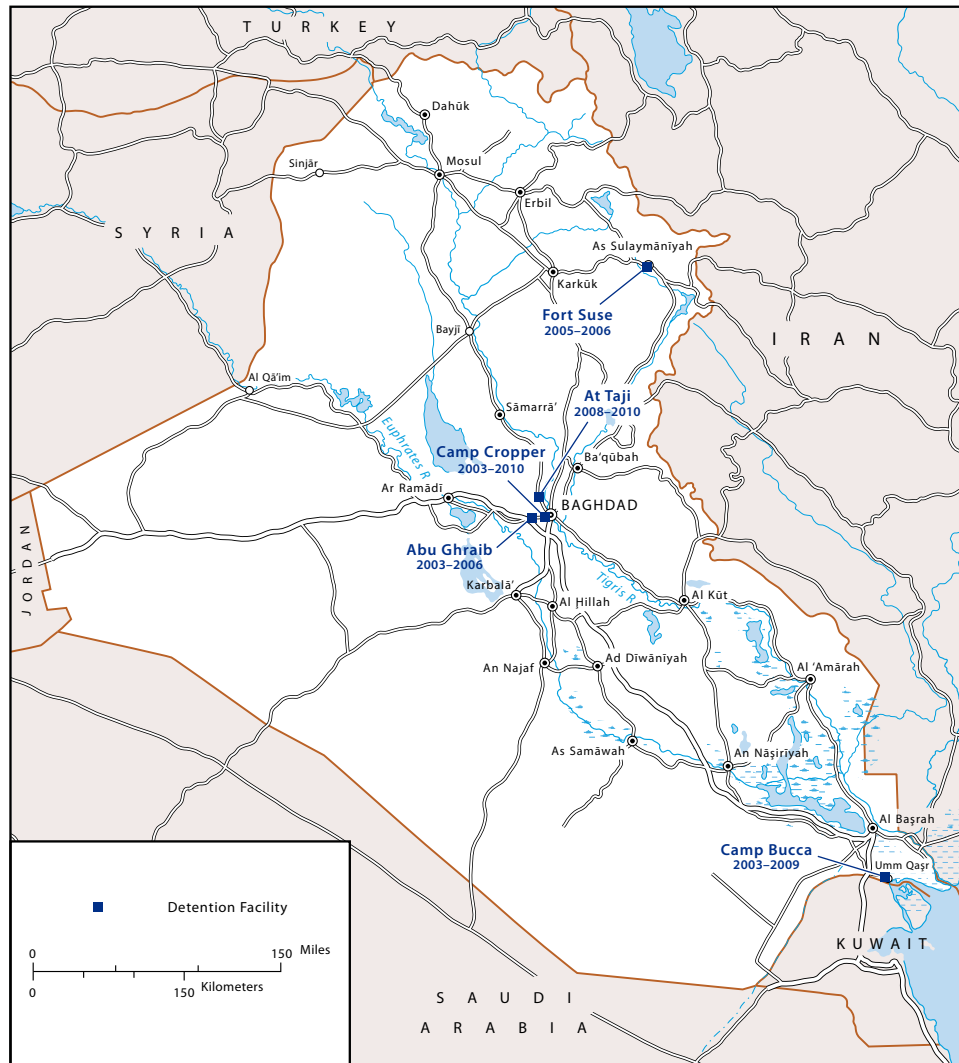 TURKEY
Dahūk
Sinjār
Mosul
Erbil
SYRIA
As Sulaymānīyah
Karkūk
Fort Suse
2005–2006
Bayjī
IRAN
Al Qā'im
At Taji
2008–2010
Sāmarrā'
Euphrates R
Camp Cropper
2003–2010
Ba'qūbah
Ar Ramādī
BAGHDAD
JORDAN
Abu Ghraib
2003–2006
Karbalā'
Tigris R
Al Kūt
Al Ḥillah
An Najaf
Ad Dīwānīyah
Al 'Amārah
As Samāwah
An Nāşirīyah
Al Başrah
Camp Bucca
2003–2009
Umm Qaşr
Detention Facility
KUWAIT
0 150 Miles
0 150 Kilometers
SAUDI
ARABIA